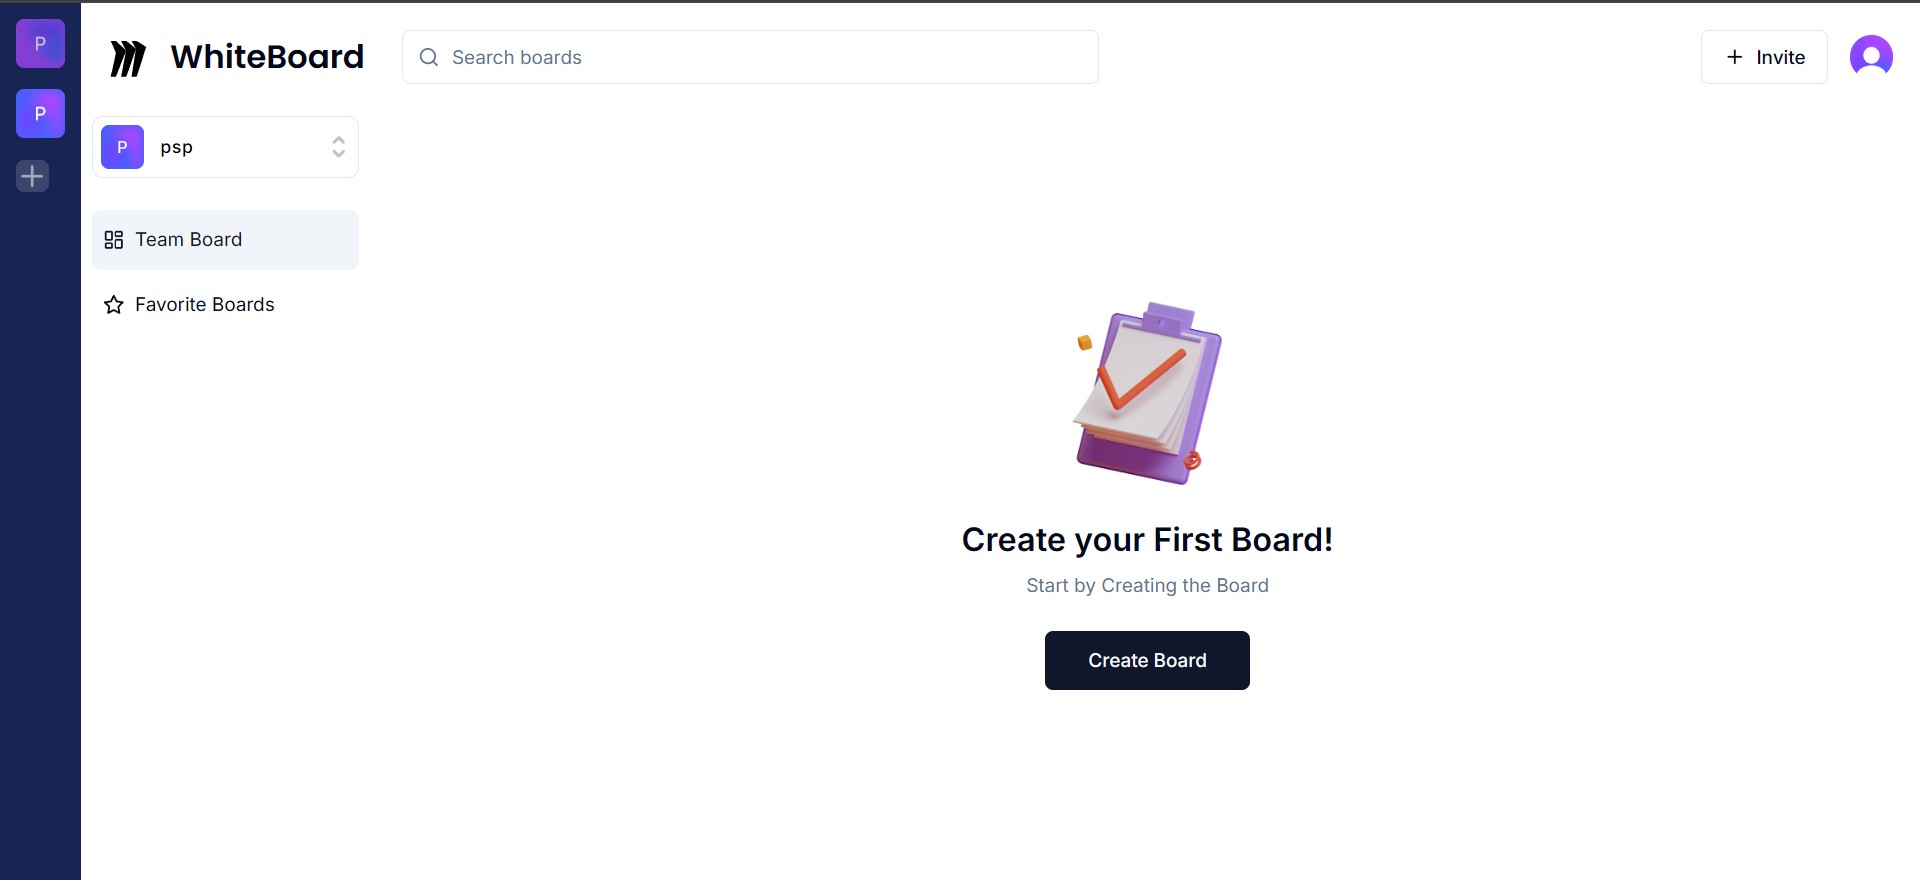 P
P
WhiteBoard
Search boards
Invite
P
psp
Team Board
Favorite Boards
Create your First Board!
Start by Creating the Board
Create Board